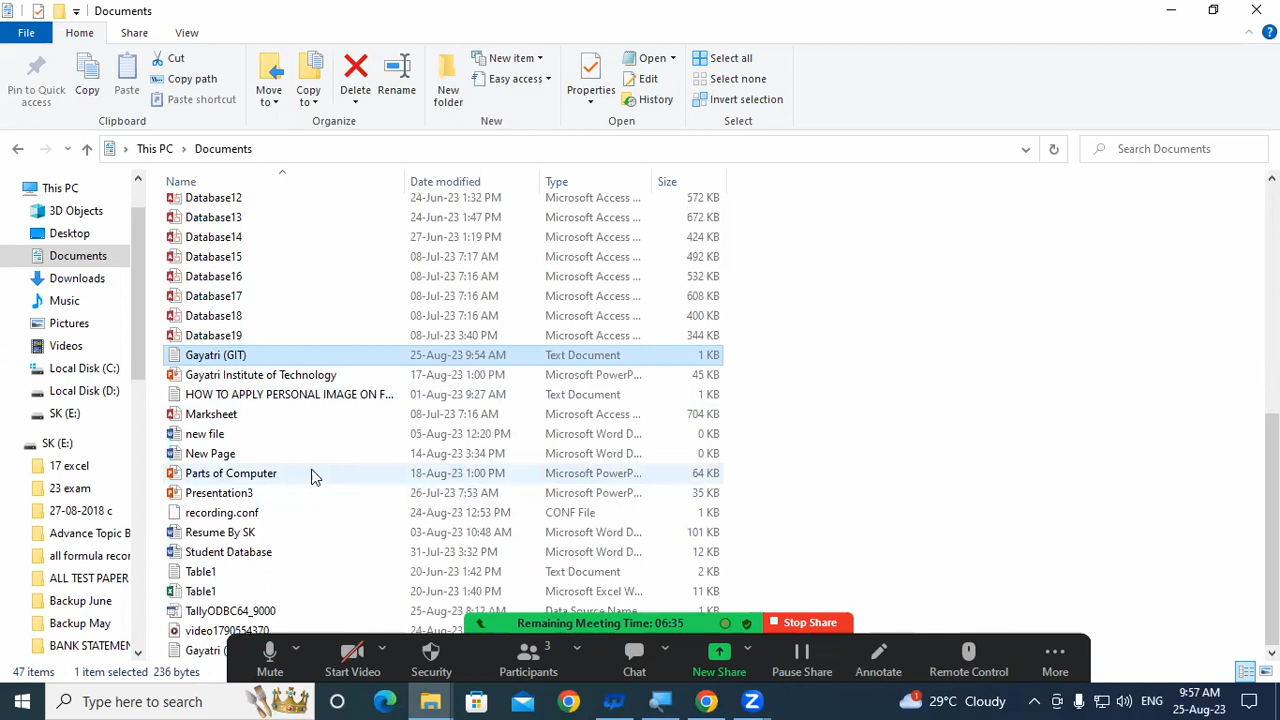 Documents
File Home Share View
Pin to Quick access
Copy
Paste
Cut
Copy path
Paste shortcut
Clipboard
Move to
Copy to
Delete
Rename
Organize
New folder
New item
Easy access
New
Properties
Open
Edit
History
Open
Select all
Select none
Invert selection
Select
This PC Documents
Search Documents
This PC
3D Objects
Desktop
Documents
Downloads
Music
Pictures
Videos
Local Disk (C:)
Local Disk (D:)
SK (E:)
SK (E:)
17 excel
23 exam
27-08-2018 c
Advance Topic B
all formula recor
ALL TEST PAPER
Backup June
Backup May
BANK STATEMEN
Name Date modified Type Size
Database12 24-Jun-23 1:32 PM Microsoft Access ... 572 KB
Database13 24-Jun-23 1:47 PM Microsoft Access ... 672 KB
Database14 27-Jun-23 1:19 PM Microsoft Access ... 424 KB
Database15 08-Jul-23 7:17 AM Microsoft Access ... 492 KB
Database16 08-Jul-23 7:16 AM Microsoft Access ... 532 KB
Database17 08-Jul-23 7:16 AM Microsoft Access ... 608 KB
Database18 08-Jul-23 7:16 AM Microsoft Access ... 400 KB
Database19 08-Jul-23 3:40 PM Microsoft Access ... 344 KB
Gayatri (GIT) 25-Aug-23 9:54 AM Text Document 1 KB
Gayatri Institute of Technology 17-Aug-23 1:00 PM Microsoft PowerP... 45 KB
HOW TO APPLY PERSONAL IMAGE ON F... 01-Aug-23 9:27 AM Text Document 1 KB
Marksheet 08-Jul-23 7:16 AM Microsoft Access ... 704 KB
new file 05-Aug-23 12:20 PM Microsoft Word D... 0 KB
New Page 14-Aug-23 3:34 PM Microsoft Word D... 0 KB
Parts of Computer 18-Aug-23 1:00 PM Microsoft PowerP... 64 KB
Presentation3 26-Jul-23 7:53 AM Microsoft PowerP... 35 KB
recording.conf 24-Aug-23 12:53 PM CONF File 1 KB
Resume By SK 03-Aug-23 10:48 AM Microsoft Word D... 101 KB
Student Database 31-Jul-23 3:32 PM Microsoft Word D... 12 KB
Table1 20-Jun-23 1:42 PM Text Document 2 KB
Table1 20-Jun-23 1:40 PM Microsoft Excel W... 11 KB
TallyODBC64_9000 25-Aug-23 8:12 AM Data Source Name 1 KB
video1790554370 24-Au
Gayatri (
Remaining Meeting Time: 06:35 Stop Share
Mute
Start Video
Security
Participants 3
Chat
New Share
Pause Share
Annotate
Remote Control
More
47 items 1 item selected 236 bytes
Type here to search
1 29°C Cloudy ENG
9:57 AM
25-Aug-23